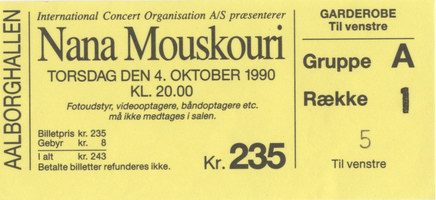 AALBORGHALLEN
International Concert Organisation A/S præsenterer
Nana Mouskouri
TORSDAG DEN 4. OKTOBER 1990
KL. 20.00
Fotoudstyr, videooptagere, båndoptagere etc.
må ikke medtages i salen.
Billetpris kr. 235
Gebyr kr. 8
I alt kr. 243
Betalte billetter refunderes ikke.
Kr. 235
GARDEROBE
Til venstre
Gruppe A
Række 1
5
Til venstre